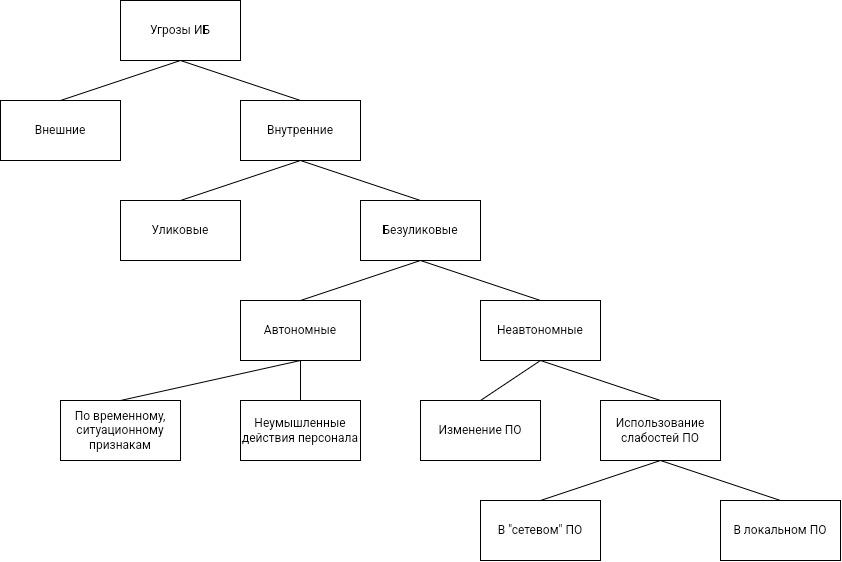 Угрозы ИБ
Внешние
Внутренние
Уликовые
Безуликовые
Автономные
Неавтономные
По временному,
ситуационному
признакам
Неумышленные
действия персонала
Изменение ПО
Использование
слабостей ПО
В "сетевом" ПО
В локальном ПО